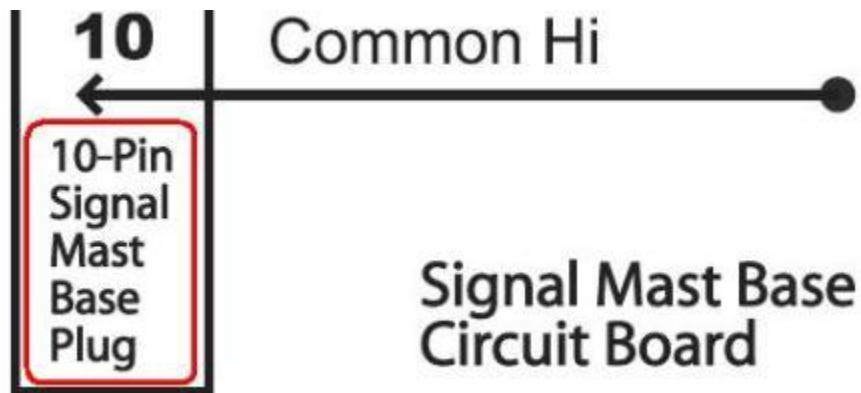 10
Common Hi
10-Pin
Signal
Mast
Base
Plug
Signal Mast Base
Circuit Board